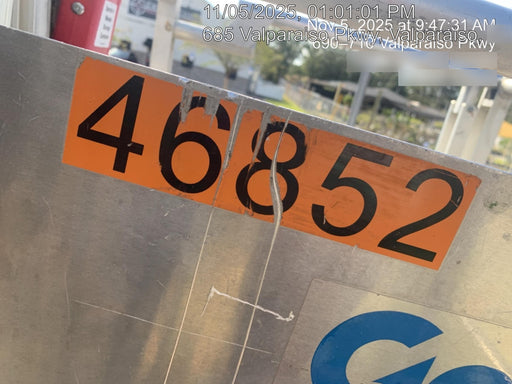 11/05/2025, 01:01:01 PM
Nov 5, 2025 at 9:47:31 AM
685 Valparaiso Pkwy, Valparaiso,
690–710 Valparaiso Pkwy
46852